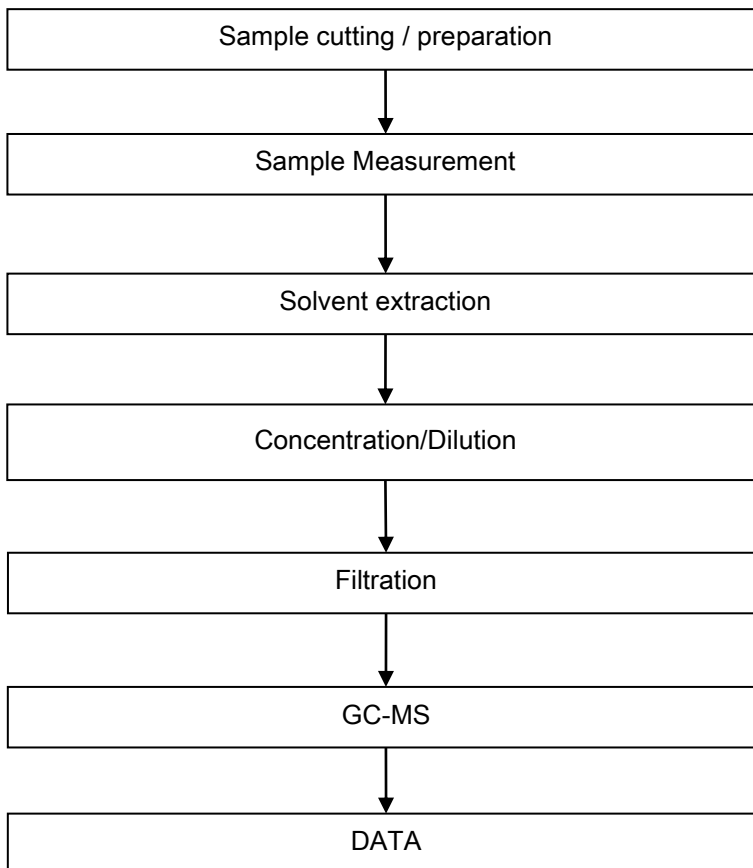 Sample cutting / preparation
Sample Measurement
Solvent extraction
Concentration/Dilution
Filtration
GC-MS
DATA